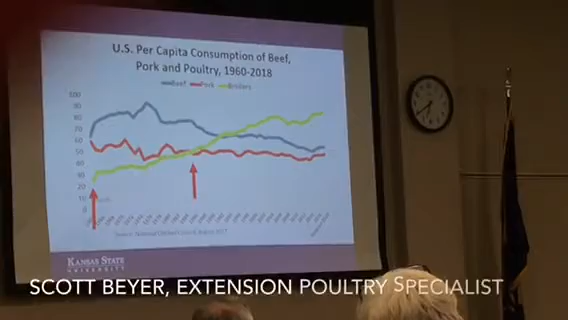 U.S. Per Capita Consumption of Beef,
Pork and Poultry, 1960-2018
Beef Pork Broilers
100
90
80
70
60
50
40
30
20
10
0
KANSAS STATE
UNIVERSITY
SCOTT BEYER, EXTENSION POULTRY SPECIALIST